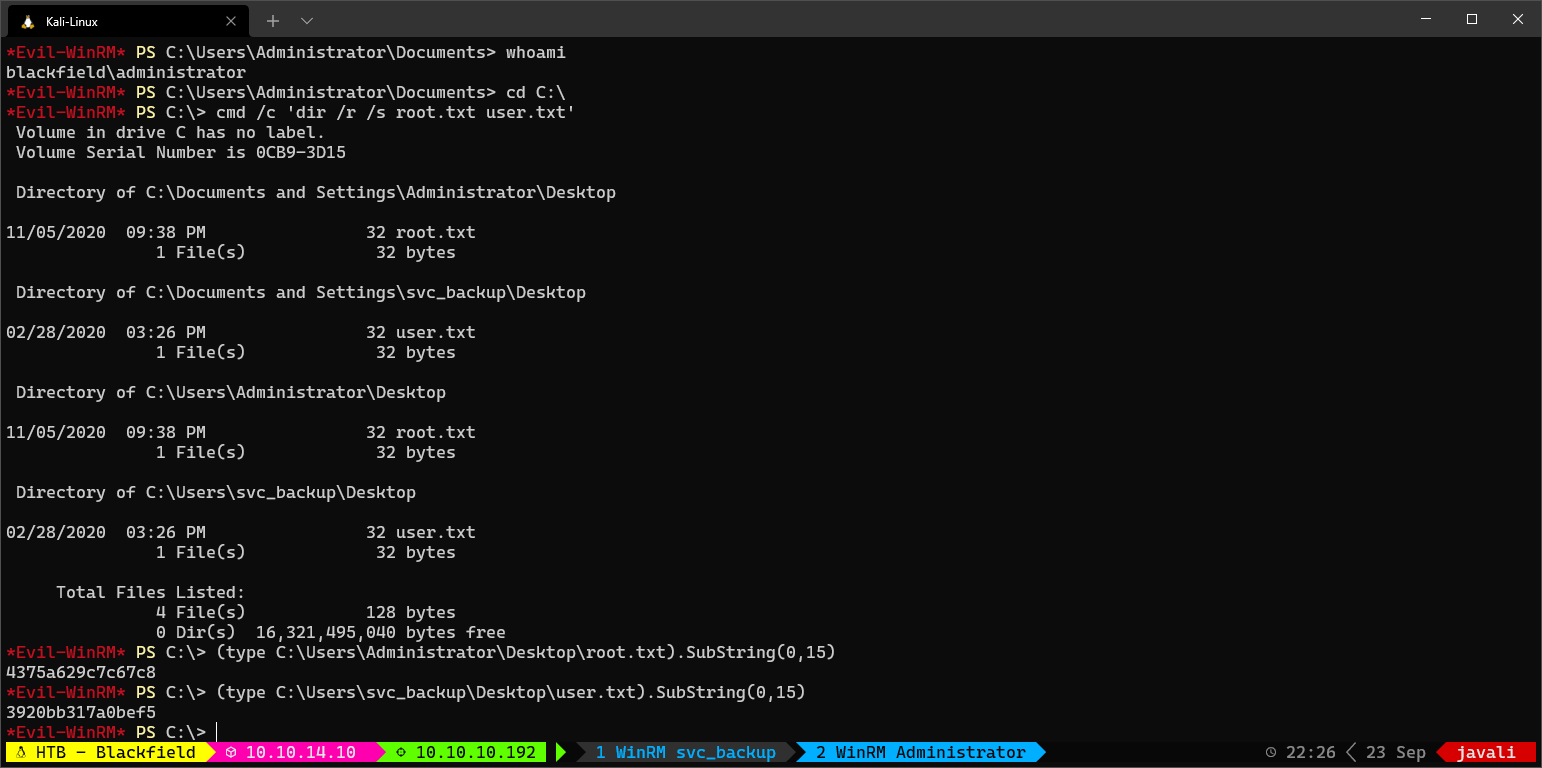 Kali-Linux
*Evil-WinRM* PS C:\Users\Administrator\Documents> whoami
blackfield\administrator
*Evil-WinRM* PS C:\Users\Administrator\Documents> cd C:\
*Evil-WinRM* PS C:\> cmd /c 'dir /r /s root.txt user.txt'
 Volume in drive C has no label.
 Volume Serial Number is 0CB9-3D15
 Directory of C:\Documents and Settings\Administrator\Desktop
11/05/2020  09:38 PM                32 root.txt
               1 File(s)             32 bytes
 Directory of C:\Documents and Settings\svc_backup\Desktop
02/28/2020  03:26 PM                32 user.txt
               1 File(s)             32 bytes
 Directory of C:\Users\Administrator\Desktop
11/05/2020  09:38 PM                32 root.txt
               1 File(s)             32 bytes
 Directory of C:\Users\svc_backup\Desktop
02/28/2020  03:26 PM                32 user.txt
               1 File(s)             32 bytes
     Total Files Listed:
               4 File(s)            128 bytes
               0 Dir(s)  16,321,495,040 bytes free
*Evil-WinRM* PS C:\> (type C:\Users\Administrator\Desktop\root.txt).SubString(0,15)
4375a629c7c67c8
*Evil-WinRM* PS C:\> (type C:\Users\svc_backup\Desktop\user.txt).SubString(0,15)
3920bb317a0bef5
*Evil-WinRM* PS C:\>
HTB - Blackfield 10.10.14.10 10.10.10.192 1 WinRM svc_backup 2 WinRM Administrator 22:26 23 Sep javali